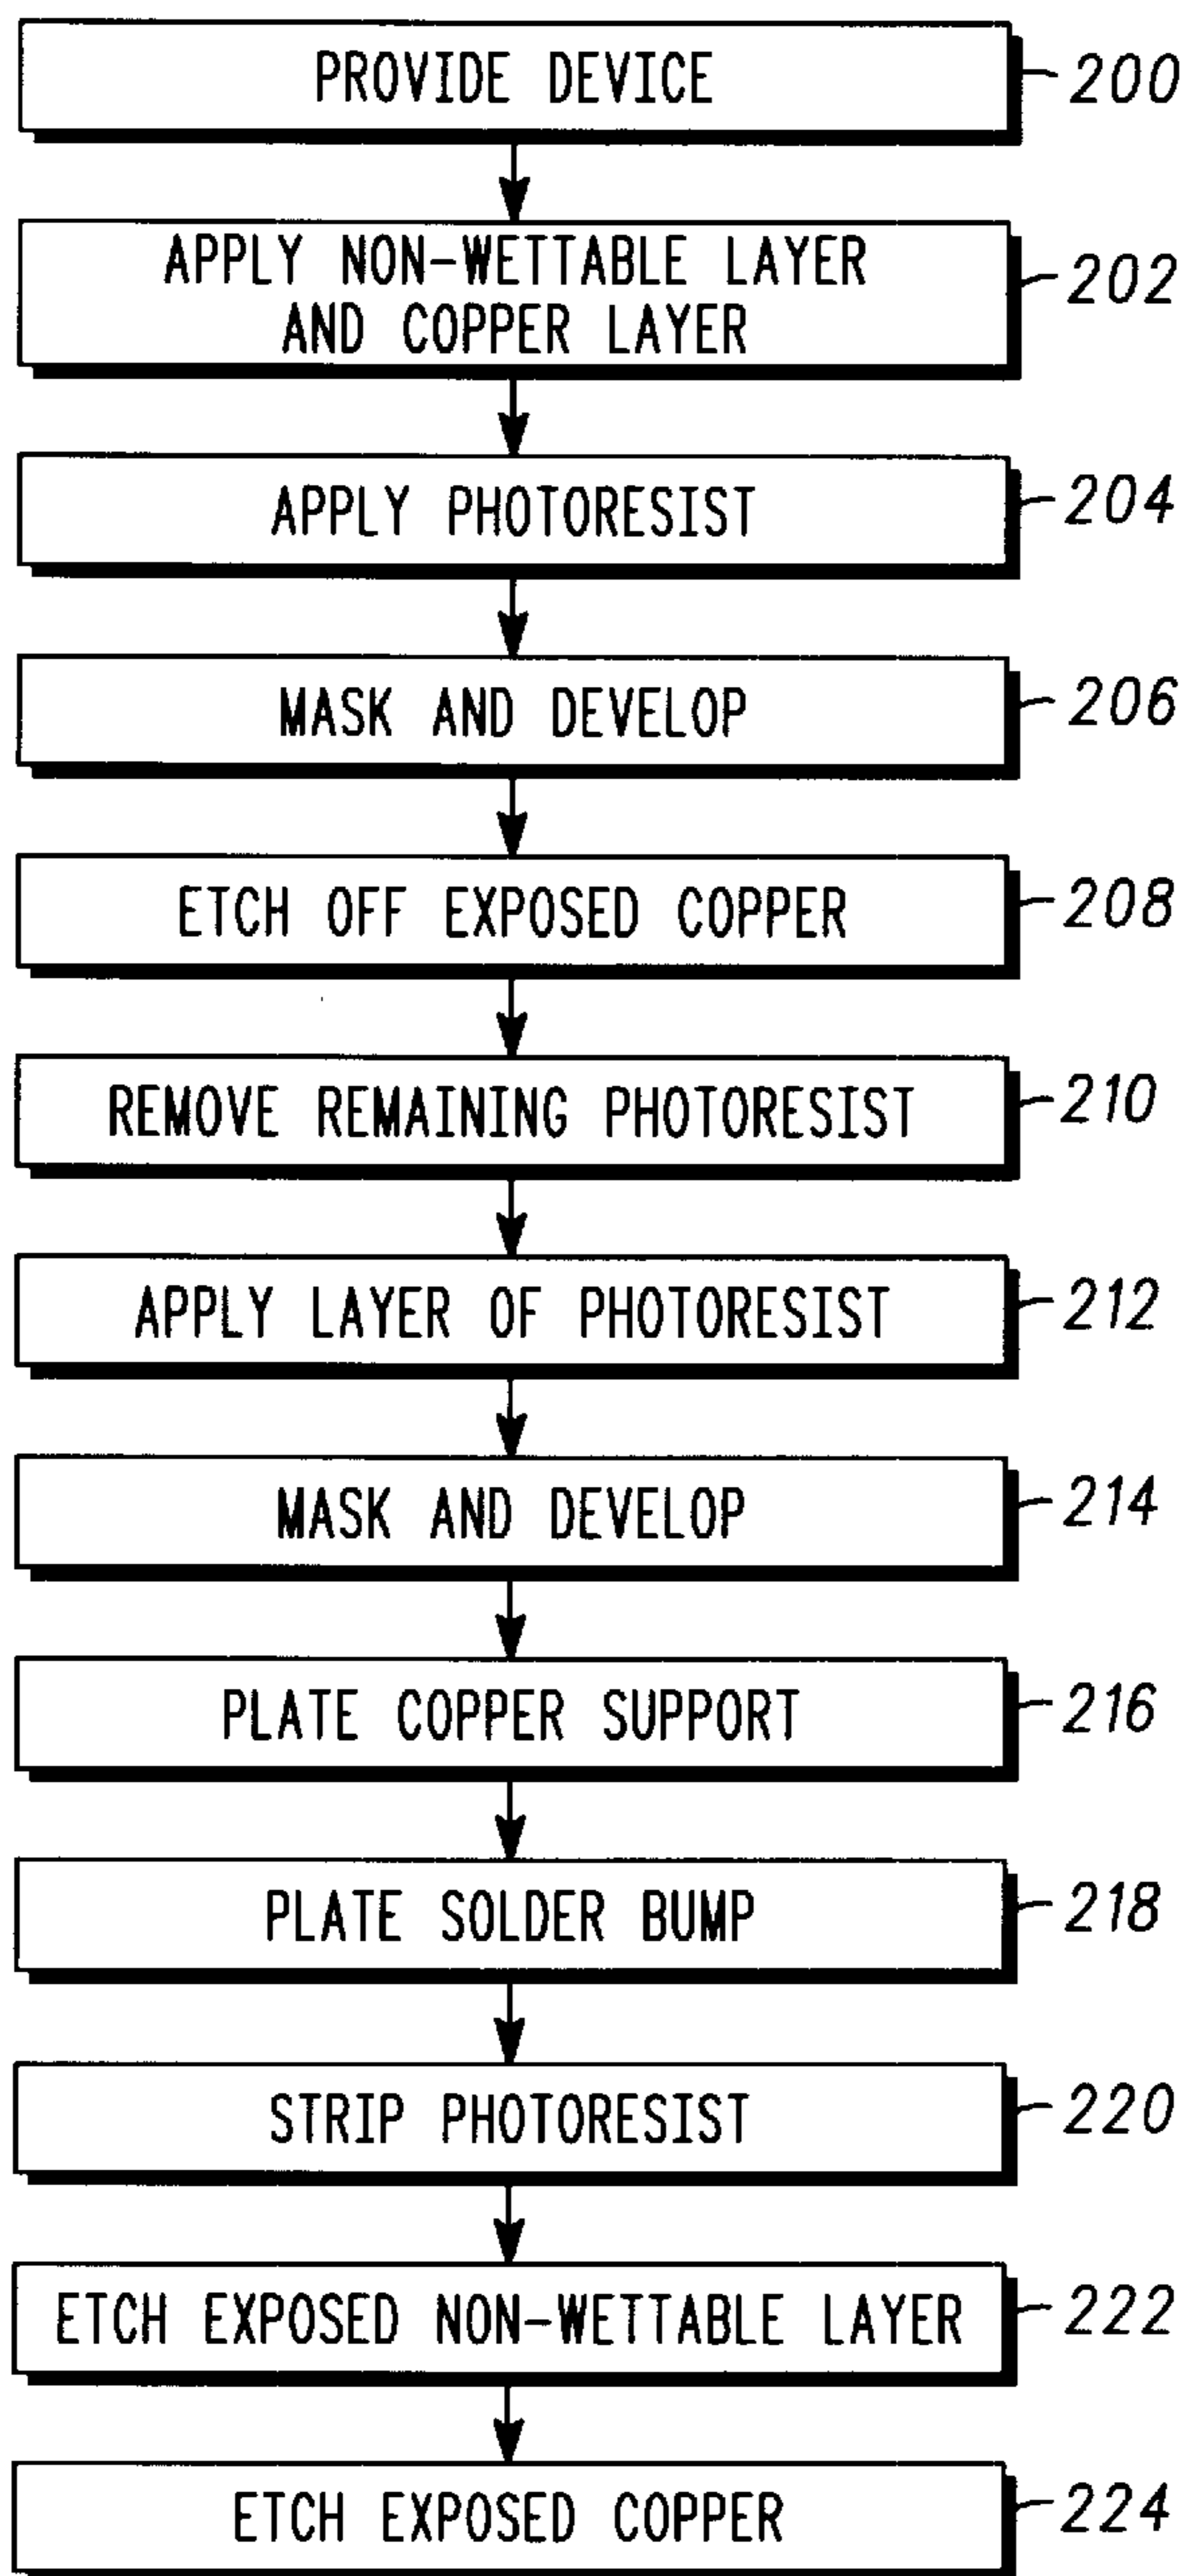 PROVIDE DEVICE
200
APPLY NON-WETTABLE LAYER
AND COPPER LAYER
202
APPLY PHOTORESIST
204
MASK AND DEVELOP
206
ETCH OFF EXPOSED COPPER
208
REMOVE REMAINING PHOTORESIST
210
APPLY LAYER OF PHOTORESIST
212
MASK AND DEVELOP
214
PLATE COPPER SUPPORT
216
PLATE SOLDER BUMP
218
STRIP PHOTORESIST
220
ETCH EXPOSED NON-WETTABLE LAYER
222
ETCH EXPOSED COPPER
224